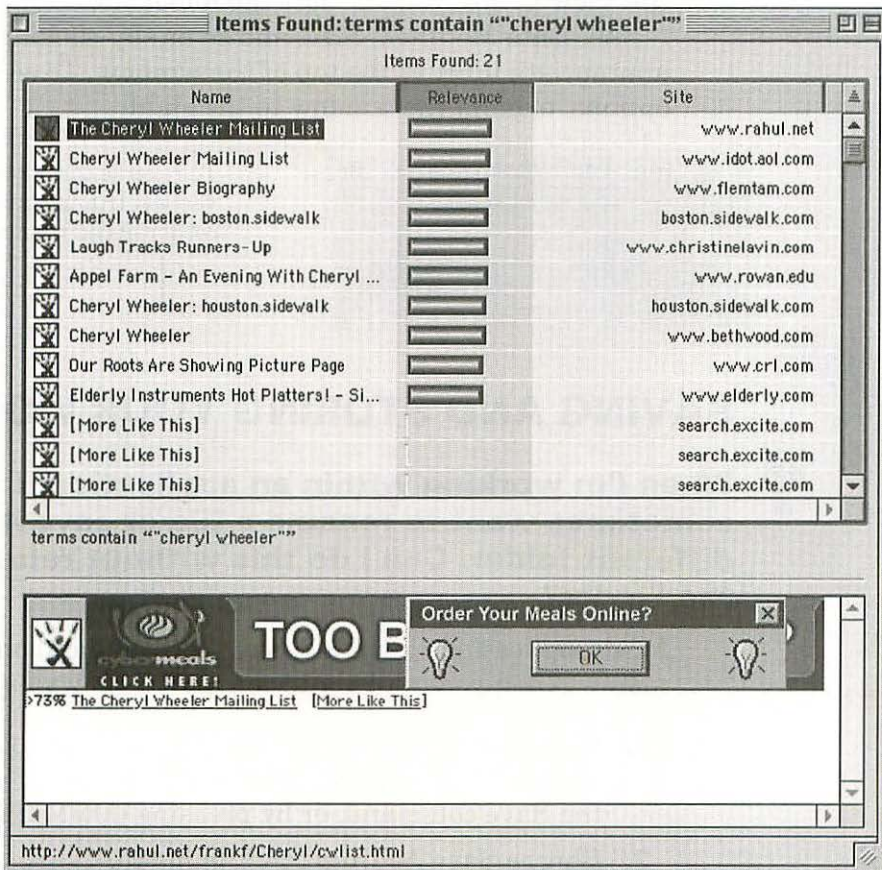 Items Found: terms contain “"cheryl wheeler"”
Items Found: 21
Name Relevance Site
The Cheryl Wheeler Mailing List www.rahul.net
Cheryl Wheeler Mailing List www.idot.aol.com
Cheryl Wheeler Biography www.flemtam.com
Cheryl Wheeler: boston.sidewalk boston.sidewalk.com
Laugh Tracks Runners-Up www.christinelavin.com
Appel Farm - An Evening With Cheryl ... www.rowan.edu
Cheryl Wheeler: houston.sidewalk houston.sidewalk.com
Cheryl Wheeler www.bethwood.com
Our Roots Are Showing Picture Page www.crl.com
Elderly Instruments Hot Platters! - Si... www.elderly.com
[More Like This] search.excite.com
[More Like This] search.excite.com
[More Like This] search.excite.com
terms contain “"cheryl wheeler"”
cybermeals
CLICK HERE!
TOO B
Order Your Meals Online?
OK
>73% The Cheryl Wheeler Mailing List [More Like This]
http://www.rahul.net/frankf/Cheryl/cwlist.html